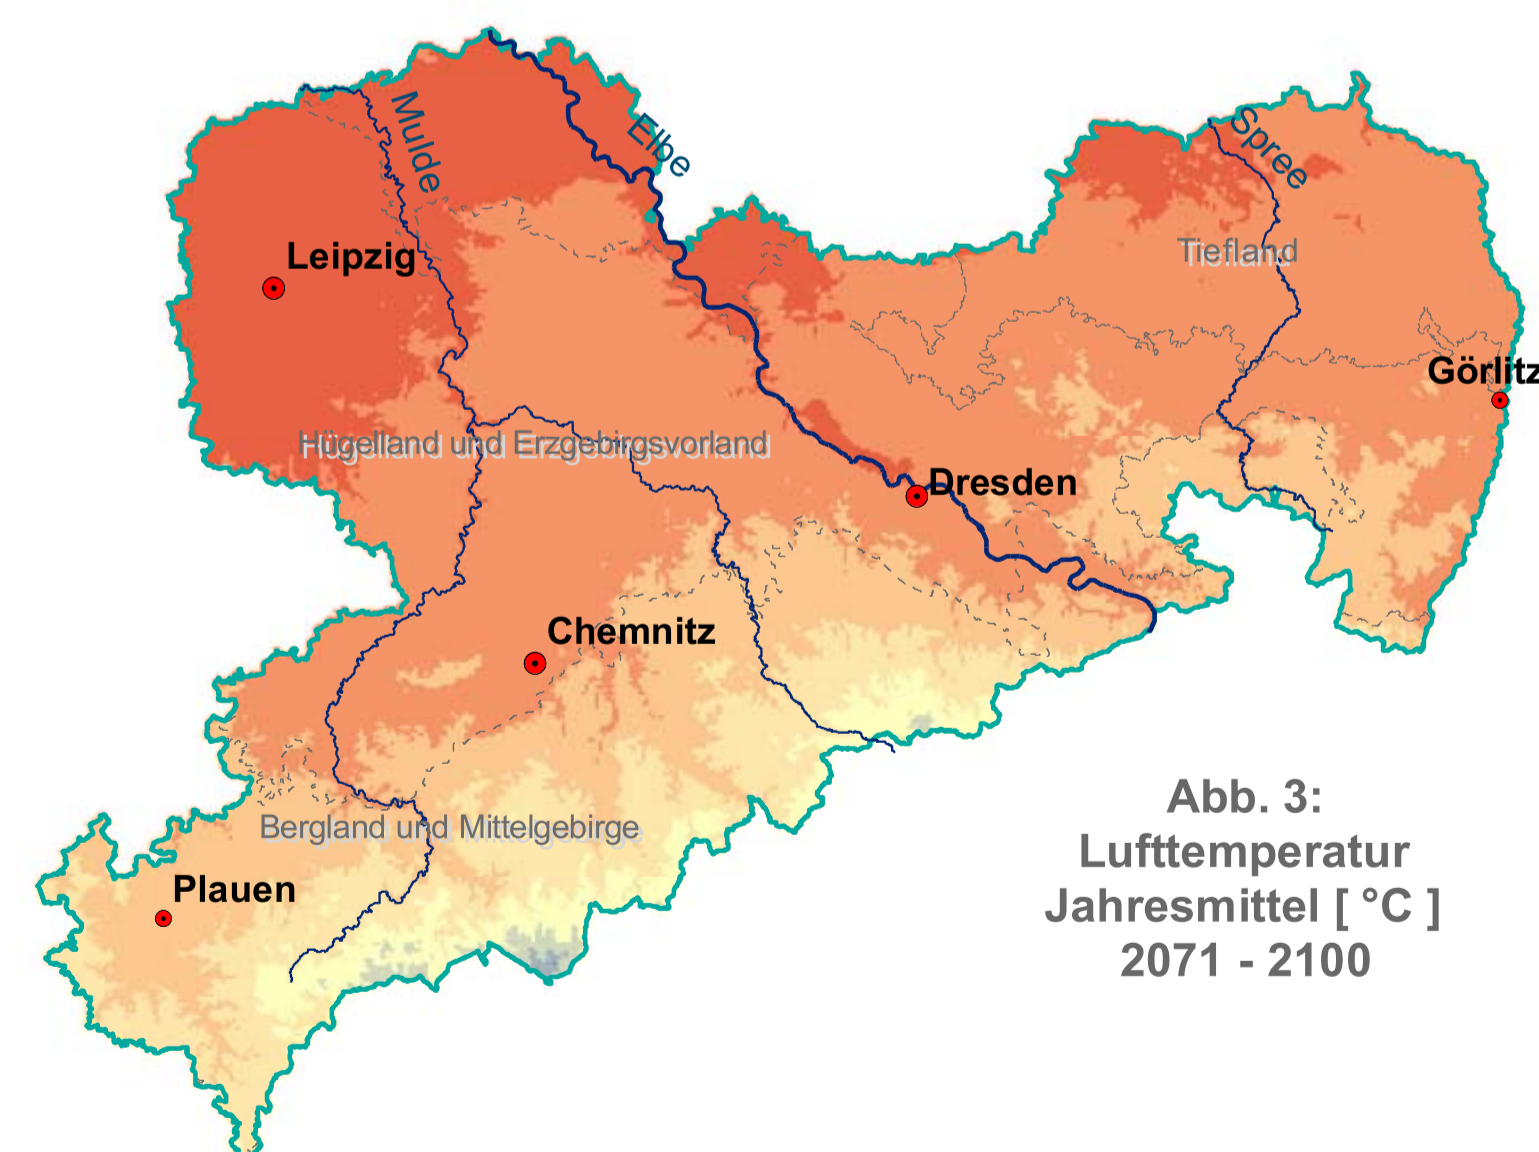 Mulde
Elbe
Spree
Leipzig
Tiefland
Görlitz
Hügelland und Erzgebirgsvorland
Dresden
Chemnitz
Bergland und Mittelgebirge
Plauen
Abb. 3:
Lufttemperatur
Jahresmittel [ °C ]
2071 - 2100